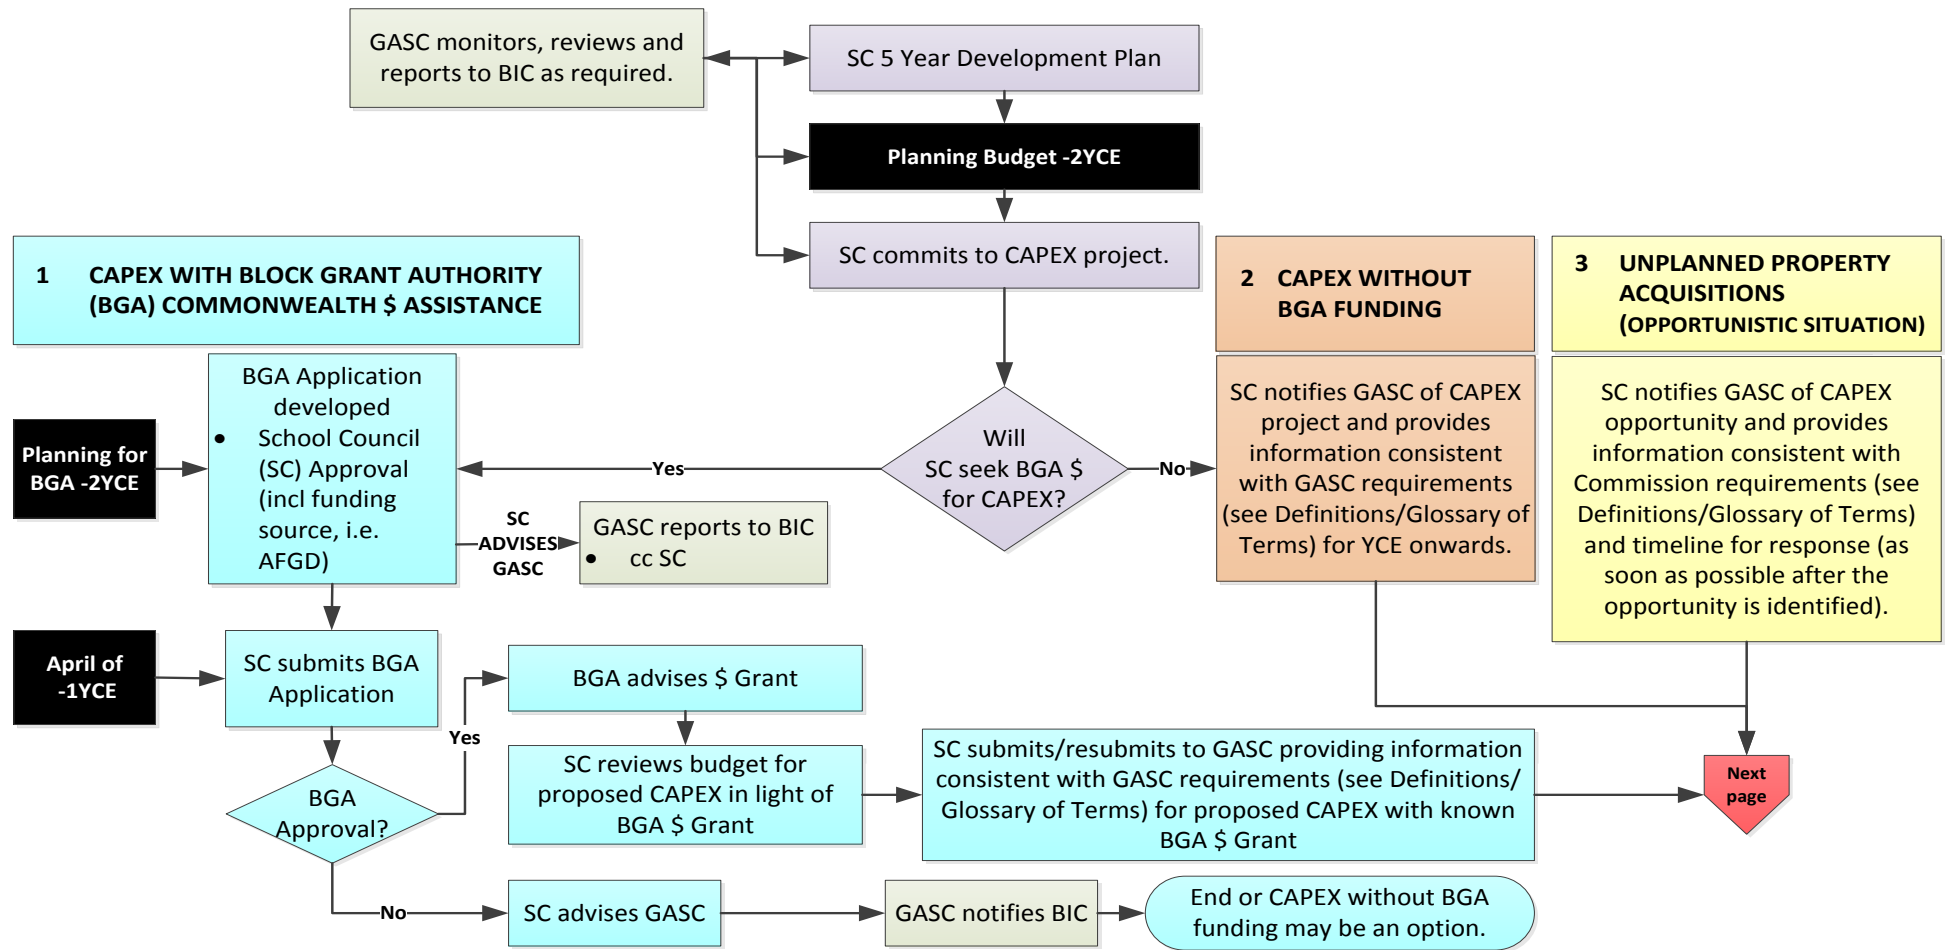 GASC monitors, reviews and
reports to BIC as required.
SC 5 Year Development Plan
Planning Budget -2YCE
SC commits to CAPEX project.
1 CAPEX WITH BLOCK GRANT AUTHORITY
(BGA) COMMONWEALTH $ ASSISTANCE
2 CAPEX WITHOUT
BGA FUNDING
3 UNPLANNED PROPERTY
ACQUISITIONS
(OPPORTUNISTIC SITUATION)
Planning for
BGA -2YCE
BGA Application
developed
• School Council
(SC) Approval
(incl funding
source, i.e.
AFGD)
Yes
Will
SC seek BGA $
for CAPEX?
No
SC notifies GASC of CAPEX
project and provides
information consistent
with GASC requirements
(see Definitions/Glossary of
Terms) for YCE onwards.
SC notifies GASC of CAPEX
opportunity and provides
information consistent with
Commission requirements (see
Definitions/Glossary of Terms)
and timeline for response (as
soon as possible after the
opportunity is identified).
SC
ADVISES
GASC
GASC reports to BIC
• cc SC
April of
-1YCE
SC submits BGA
Application
Yes
BGA advises $ Grant
BGA
Approval?
SC reviews budget for
proposed CAPEX in light of
BGA $ Grant
SC submits/resubmits to GASC providing information
consistent with GASC requirements (see Definitions/
Glossary of Terms) for proposed CAPEX with known
BGA $ Grant
Next
page
No
SC advises GASC
GASC notifies BIC
End or CAPEX without BGA
funding may be an option.